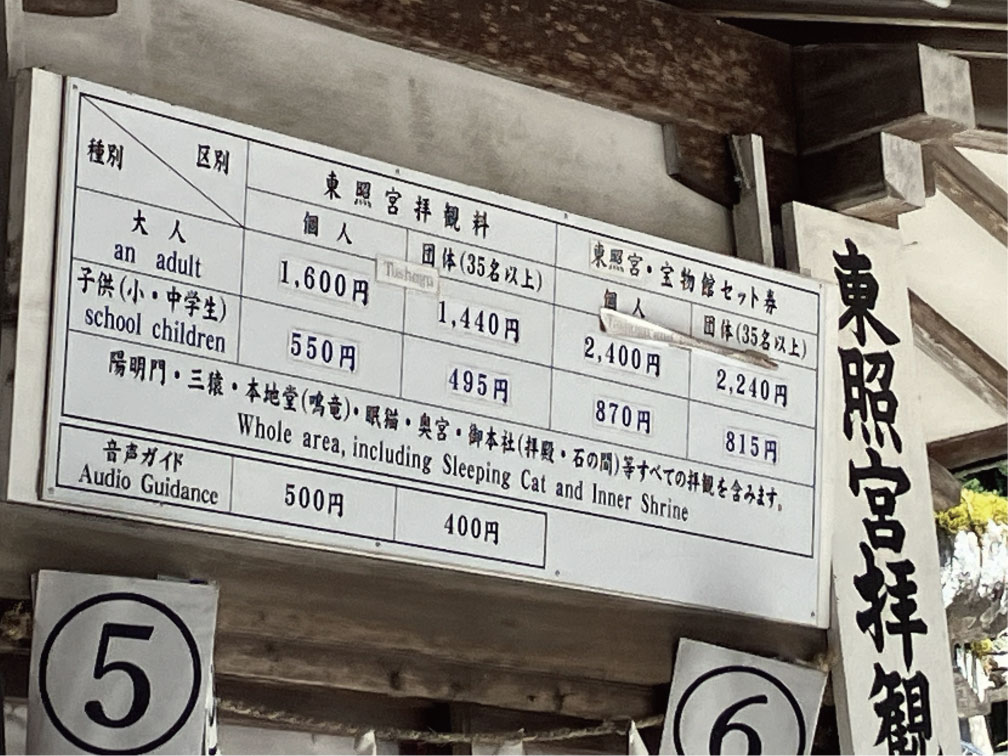 種別 区別
東照宮拝観料
東照宮・宝物館セット券
個人
団体(35名以上)
個人
団体(35名以上)
大人
an adult
1,600円
1,440円
2,400円
2,240円
子供(小・中学生)
school children
550円
495円
870円
815円
陽明門・三猿・本地堂(鳴竜)・眠猫・奥宮・御本社(拝殿・石の間)等すべての拝観を含みます。
Whole area, including Sleeping Cat and Inner Shrine
音声ガイド
Audio Guidance
500円
400円
東照宮拝観
5
6